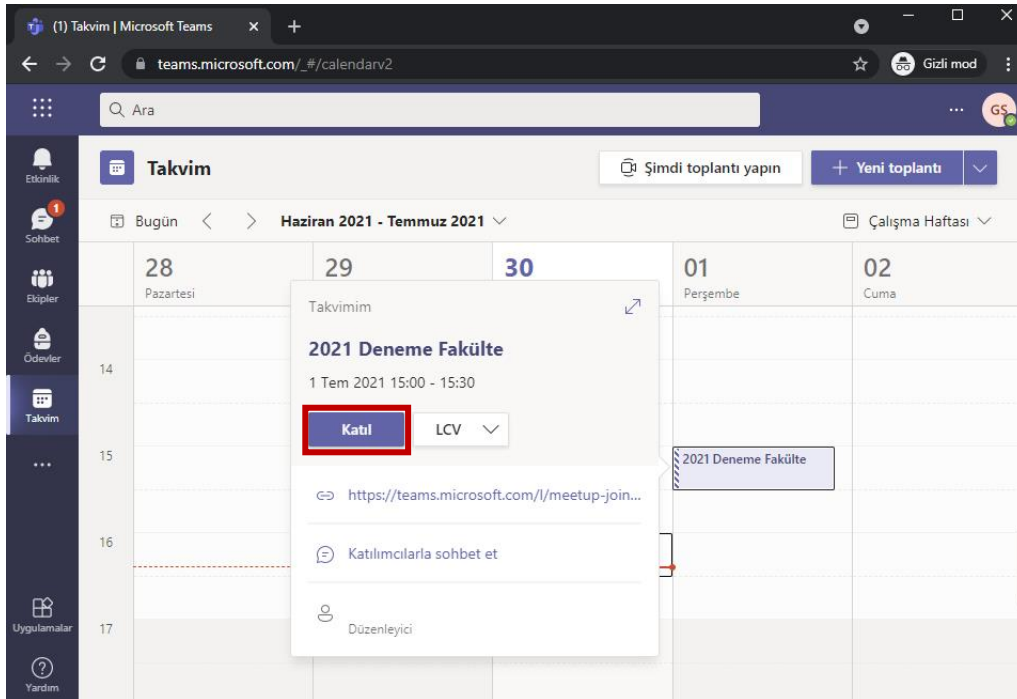 (1) Takvim | Microsoft Teams
teams.microsoft.com/_#/calendarv2
Gizli mod
Ara
GS
Etkinlik
1
Sohbet
Ekipler
Ödevler
Takvim
Uygulamalar
Yardım
Takvim
Şimdi toplantı yapın
+ Yeni toplantı
Bugün
Haziran 2021 - Temmuz 2021
Çalışma Haftası
28
Pazartesi
29
30
01
Perşembe
02
Cuma
14
15
16
17
Takvimim
2021 Deneme Fakülte
1 Tem 2021 15:00 - 15:30
Katıl
LCV
https://teams.microsoft.com/l/meetup-join...
Katılımcılarla sohbet et
Düzenleyici
2021 Deneme Fakülte